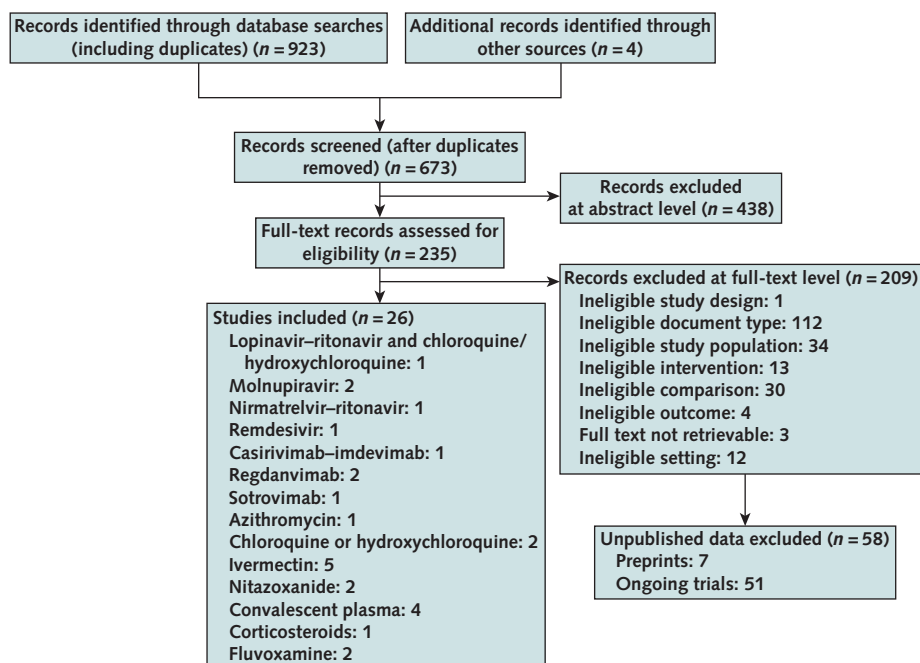 Records identified through database searches
(including duplicates) (n = 923)
Additional records identified through
other sources (n = 4)
Records screened (after duplicates
removed) (n = 673)
Records excluded
at abstract level (n = 438)
Full-text records assessed for
eligibility (n = 235)
Records excluded at full-text level (n = 209)
Ineligible study design: 1
Ineligible document type: 112
Ineligible study population: 34
Ineligible intervention: 13
Ineligible comparison: 30
Ineligible outcome: 4
Full text not retrievable: 3
Ineligible setting: 12
Studies included (n = 26)
Lopinavir–ritonavir and chloroquine/
hydroxychloroquine: 1
Molnupiravir: 2
Nirmatrelvir–ritonavir: 1
Remdesivir: 1
Casirivimab–imdevimab: 1
Regdanvimab: 2
Sotrovimab: 1
Azithromycin: 1
Chloroquine or hydroxychloroquine: 2
Ivermectin: 5
Nitazoxanide: 2
Convalescent plasma: 4
Corticosteroids: 1
Fluvoxamine: 2
Unpublished data excluded (n = 58)
Preprints: 7
Ongoing trials: 51